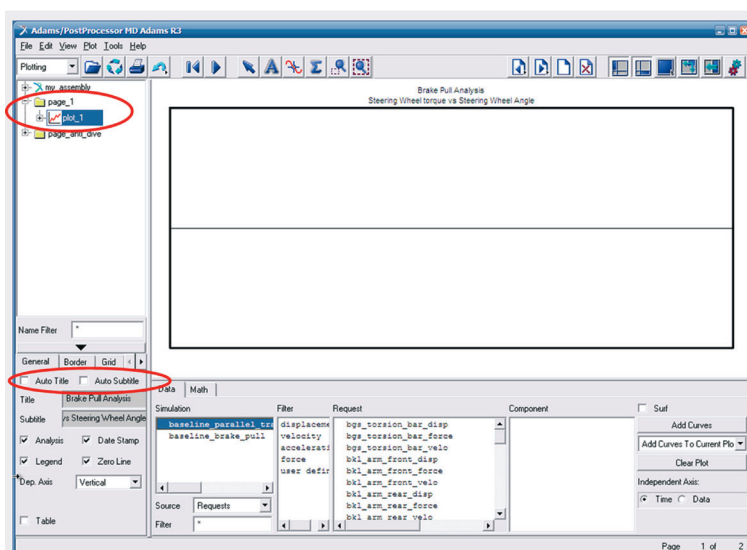 Adams/PostProcessor MD Adams R3
File Edit View Plot Tools Help
Plotting
my_assembly
page_1
plot_1
page_anti_dive
Brake Pull Analysis
Steering Wheel torque vs Steering Wheel Angle
Name Filter *
General Border Grid
Auto Title Auto Subtitle
Title Brake Pull Analysis
Subtitle vs Steering Wheel Angle
Analysis Date Stamp
Legend Zero Line
Dep. Axis Vertical
Table
Data Math
Simulation Filter Request Component Surf
baseline_parallel_tra displaceme bgs_torsion_bar_disp Add Curves
baseline_brake_pull velocity bgs_torsion_bar_force
accelerati bgs_torsion_bar_velo Add Curves To Current Plo
force bkl_arm_front_disp
user defin bkl_arm_front_force Clear Plot
bkl_arm_front_velo
bkl_arm_rear_disp Independent Axis:
Source Requests bkl_arm_rear_force Time Data
Filter * bkl_arm_rear_velo
Page 1 of 2